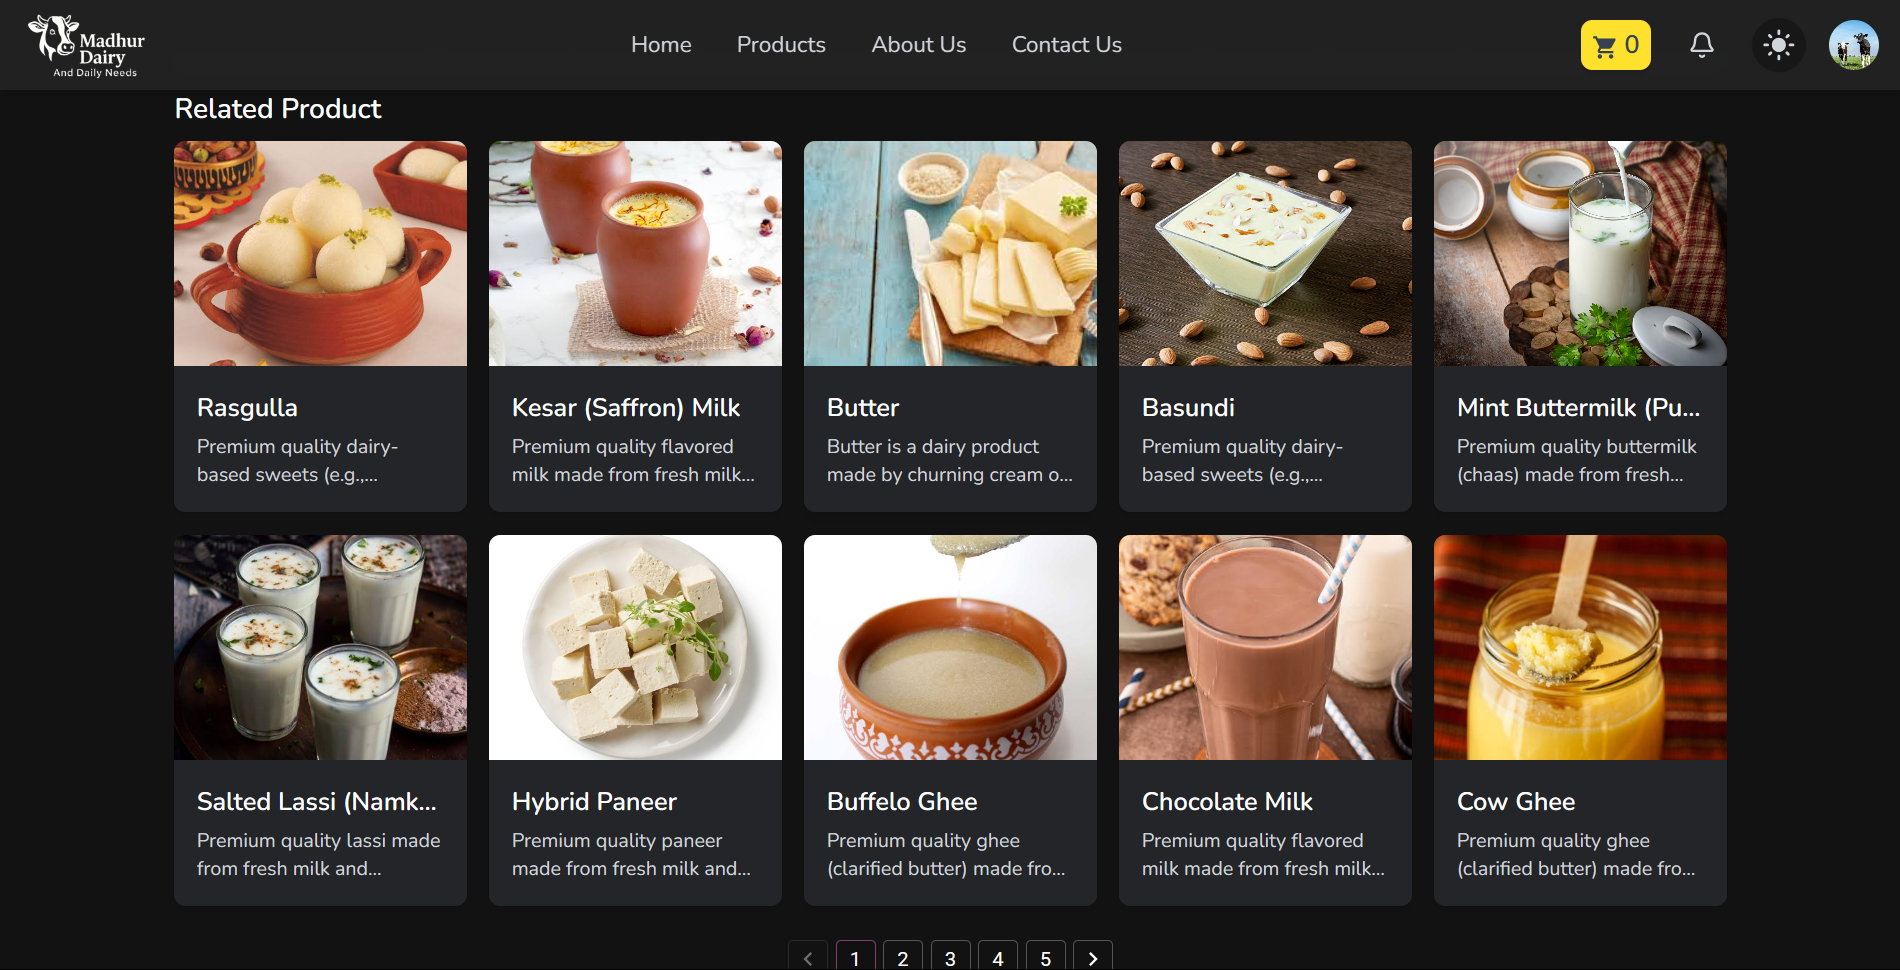 Madhur
Dairy
And Daily Needs
Home
Products
About Us
Contact Us
0
Related Product
Rasgulla
Premium quality dairy-
based sweets (e.g.,...
Kesar (Saffron) Milk
Premium quality flavored
milk made from fresh milk...
Butter
Butter is a dairy product
made by churning cream o...
Basundi
Premium quality dairy-
based sweets (e.g.,...
Mint Buttermilk (Pu...
Premium quality buttermilk
(chaas) made from fresh...
Salted Lassi (Namk...
Premium quality lassi made
from fresh milk and...
Hybrid Paneer
Premium quality paneer
made from fresh milk and...
Buffelo Ghee
Premium quality ghee
(clarified butter) made fro...
Chocolate Milk
Premium quality flavored
milk made from fresh milk...
Cow Ghee
Premium quality ghee
(clarified butter) made fro...
1 2 3 4 5